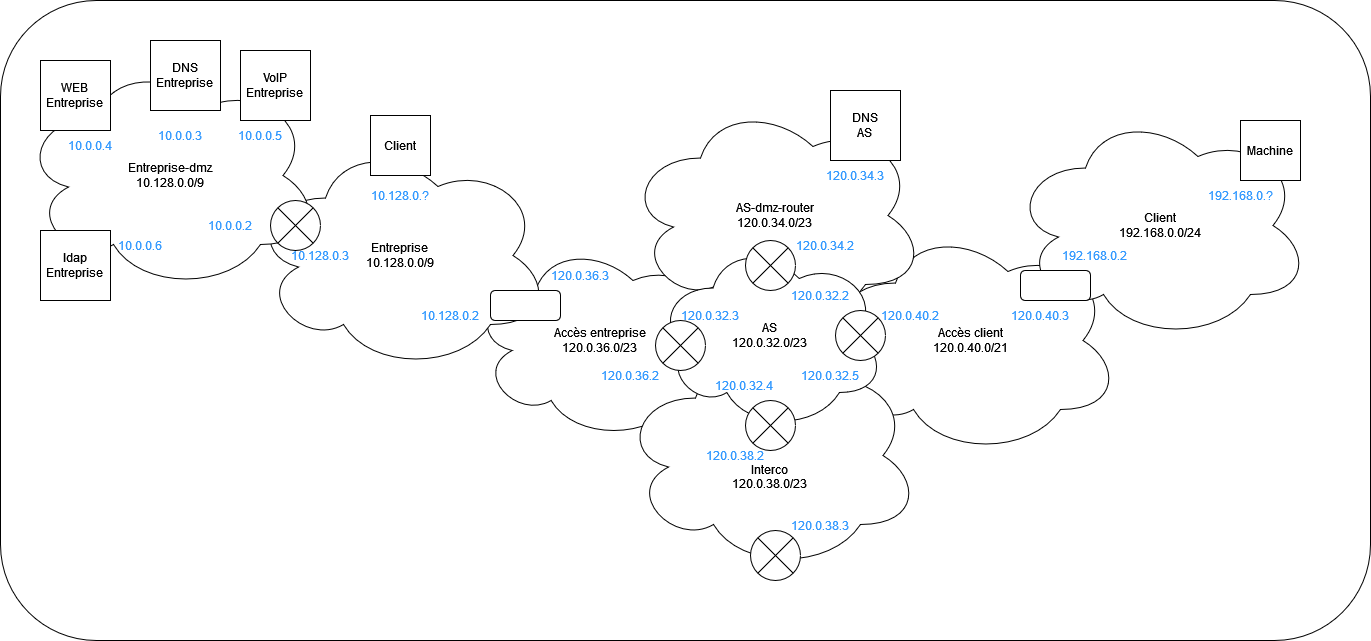 WEB
Entreprise
DNS
Entreprise
VoIP
Entreprise
10.0.0.4
10.0.0.3
10.0.0.5
Entreprise-dmz
10.128.0.0/9
10.0.0.2
ldap
Entreprise
10.0.0.6
Client
10.128.0.?
10.128.0.3
Entreprise
10.128.0.0/9
10.128.0.2
120.0.36.3
Accès entreprise
120.0.36.0/23
120.0.36.2
DNS
AS
120.0.34.3
AS-dmz-router
120.0.34.0/23
120.0.34.2
120.0.32.2
120.0.32.3
AS
120.0.32.0/23
120.0.32.4
120.0.32.5
120.0.40.2
Accès client
120.0.40.0/21
120.0.40.3
Machine
192.168.0.?
Client
192.168.0.0/24
192.168.0.2
120.0.38.2
Interco
120.0.38.0/23
120.0.38.3